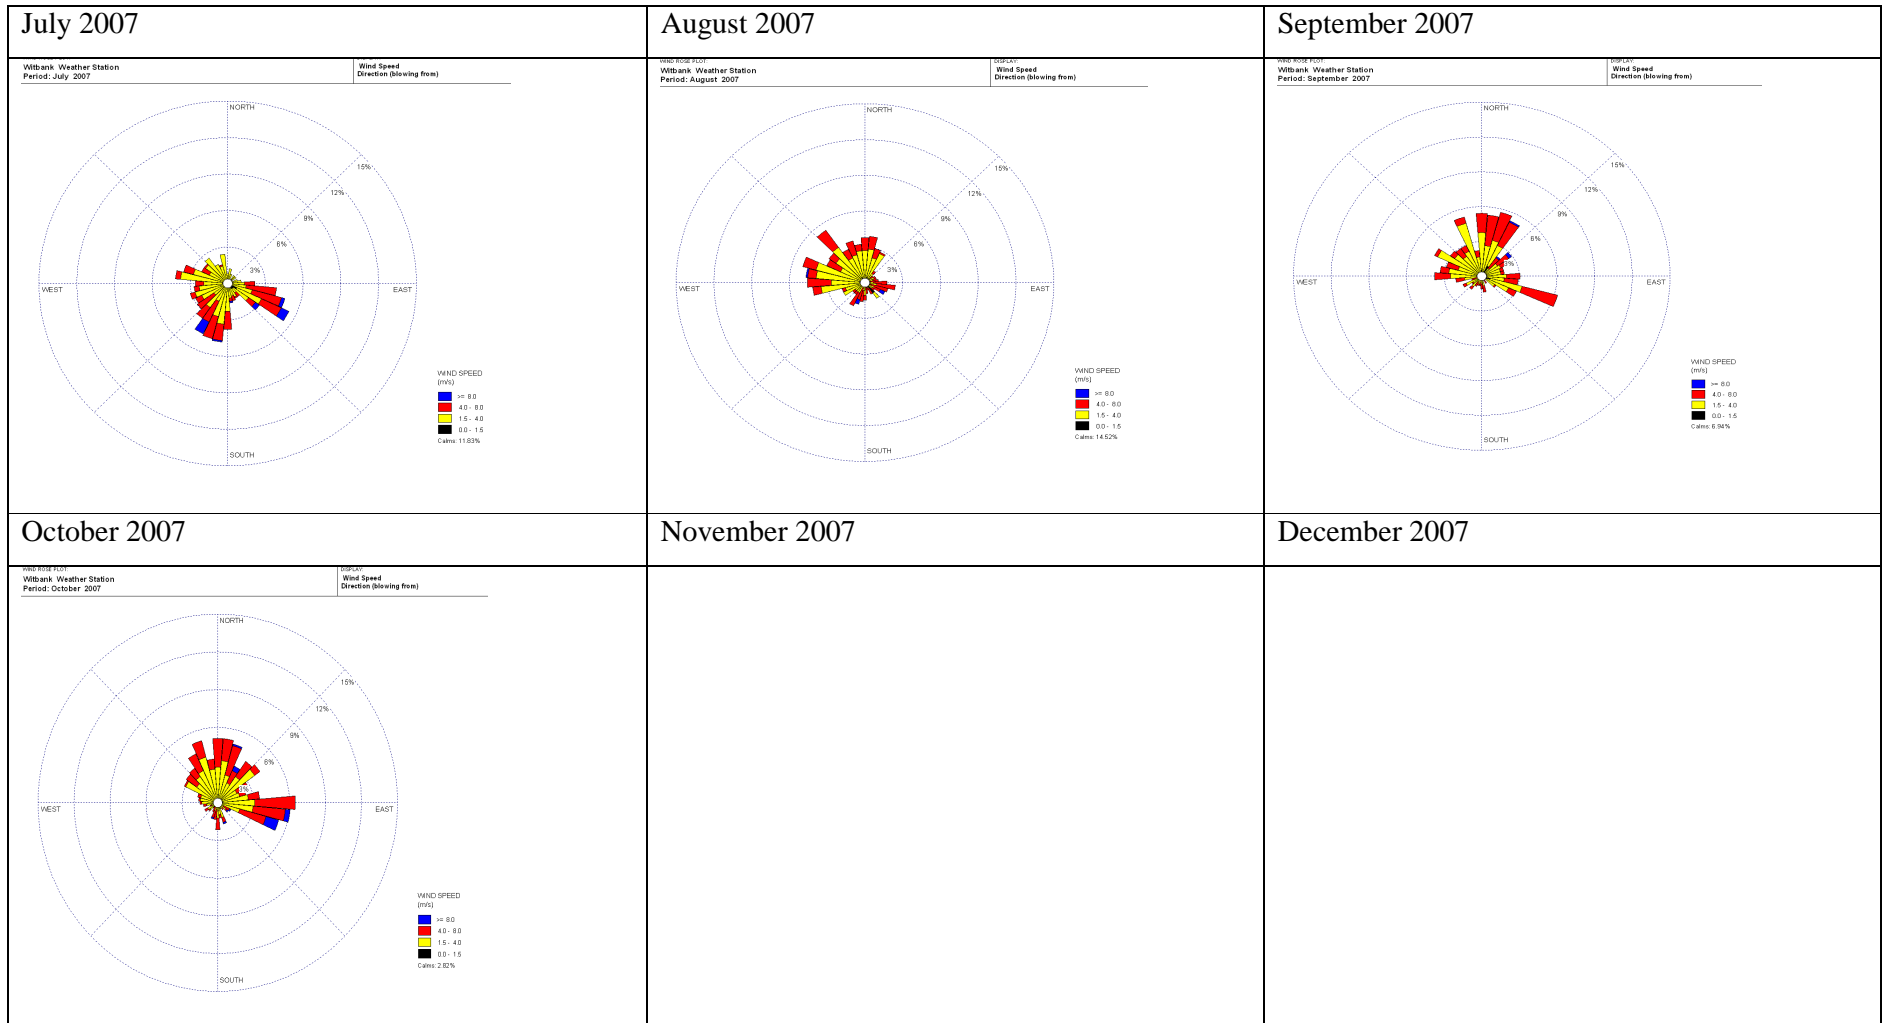 July 2007
August 2007
September 2007
WIND ROSE PLOT:
Witbank Weather Station
Period: July 2007
Wind Speed
Direction (blowing from)
NORTH
15%
12%
9%
6%
3%
WEST
EAST
SOUTH
WIND SPEED
(m/s)
>= 8.0
4.0 - 8.0
1.5 - 4.0
0.0 - 1.5
Calms: 11.83%
WIND ROSE PLOT:
Witbank Weather Station
Period: August 2007
DISPLAY:
Wind Speed
Direction (blowing from)
NORTH
15%
12%
9%
6%
3%
WEST
EAST
SOUTH
WIND SPEED
(m/s)
>= 8.0
4.0 - 8.0
1.5 - 4.0
0.0 - 1.5
Calms: 14.52%
WIND ROSE PLOT:
Witbank Weather Station
Period: September 2007
DISPLAY:
Wind Speed
Direction (blowing from)
NORTH
15%
12%
9%
6%
3%
WEST
EAST
SOUTH
WIND SPEED
(m/s)
>= 8.0
4.0 - 8.0
1.5 - 4.0
0.0 - 1.5
Calms: 6.94%
October 2007
November 2007
December 2007
WIND ROSE PLOT:
Witbank Weather Station
Period: October 2007
DISPLAY:
Wind Speed
Direction (blowing from)
NORTH
15%
12%
9%
6%
3%
WEST
EAST
SOUTH
WIND SPEED
(m/s)
>= 8.0
4.0 - 8.0
1.5 - 4.0
0.0 - 1.5
Calms: 2.82%